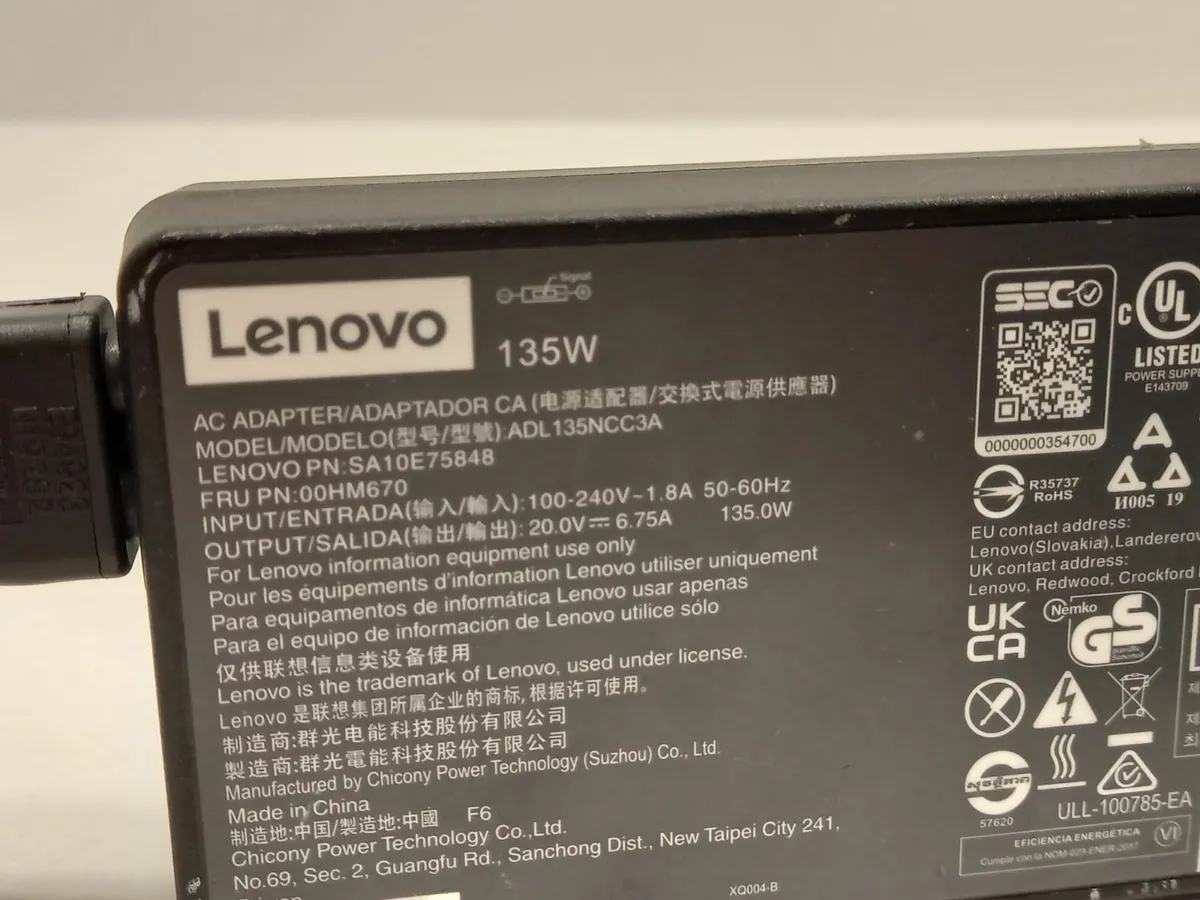 Lenovo
Signal
135W
AC ADAPTER/ADAPTADOR CA (电源适配器/交換式電源供應器)
MODEL/MODELO(型号/型號):ADL135NCC3A
LENOVO PN:SA10E75848
FRU PN:00HM670
INPUT/ENTRADA(输入/輸入):100-240V~1.8A 50-60Hz
OUTPUT/SALIDA(输出/輸出): 20.0V⎓6.75A 135.0W
For Lenovo information equipment use only
Pour les équipements d'information Lenovo utiliser uniquement
Para equipamentos de informática Lenovo usar apenas
Para el equipo de información de Lenovo utilice sólo
仅供联想信息类设备使用
Lenovo is the trademark of Lenovo, used under license.
Lenovo 是联想集团所属企业的商标,根据许可使用。
制造商:群光电能科技股份有限公司
製造商:群光電能科技股份有限公司
Manufactured by Chicony Power Technology (Suzhou) Co., Ltd.
Made in China
制造地:中国/製造地:中國 F6
Chicony Power Technology Co.,Ltd.
No.69, Sec. 2, Guangfu Rd., Sanchong Dist., New Taipei City 241,
XQ004-B
SEC
0000000354700
C UL
LISTED
POWER SUPP
E143709
R35737
RoHS
И005 19
EU contact address:
Lenovo(Slovakia),Landererov
UK contact address:
Lenovo, Redwood, Crockford
UK
CA
Nemko
GS
57620
ULL-100785-EA
EFICIENCIA ENERGÉTICA
Cumple con la NOM-029-ENER-2017
VI